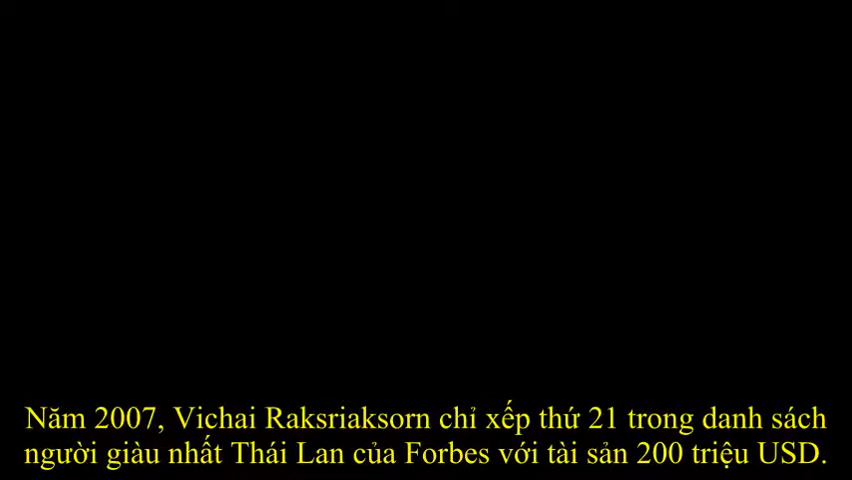 Năm 2007, Vichai Raksriaksorn chỉ xếp thứ 21 trong danh sách
người giàu nhất Thái Lan của Forbes với tài sản 200 triệu USD.